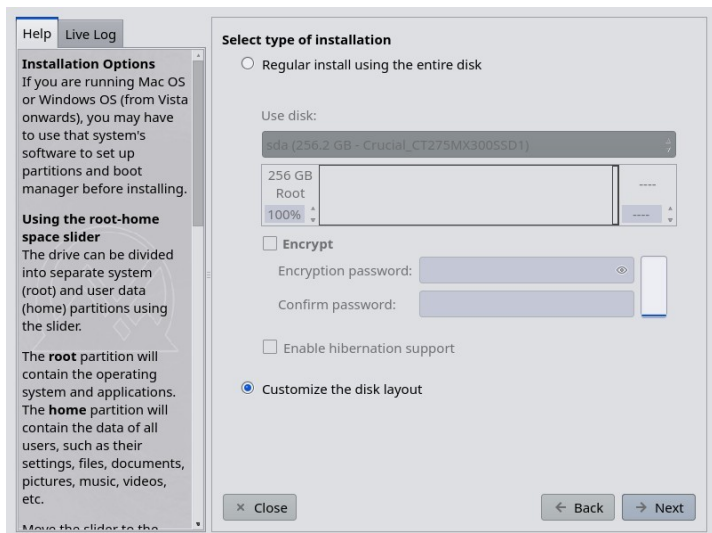 Help
Live Log
Installation Options
If you are running Mac OS
or Windows OS (from Vista
onwards), you may have
to use that system's
software to set up
partitions and boot
manager before installing.
Using the root-home
space slider
The drive can be divided
into separate system
(root) and user data
(home) partitions using
the slider.
The root partition will
contain the operating
system and applications.
The home partition will
contain the data of all
users, such as their
settings, files, documents,
pictures, music, videos,
etc.
Move the slider to the
Select type of installation
Regular install using the entire disk
Use disk:
sda (256.2 GB - Crucial_CT275MX300SSD1)
256 GB
Root
100%
----
----
Encrypt
Encryption password:
Confirm password:
Enable hibernation support
Customize the disk layout
Close
Back
Next